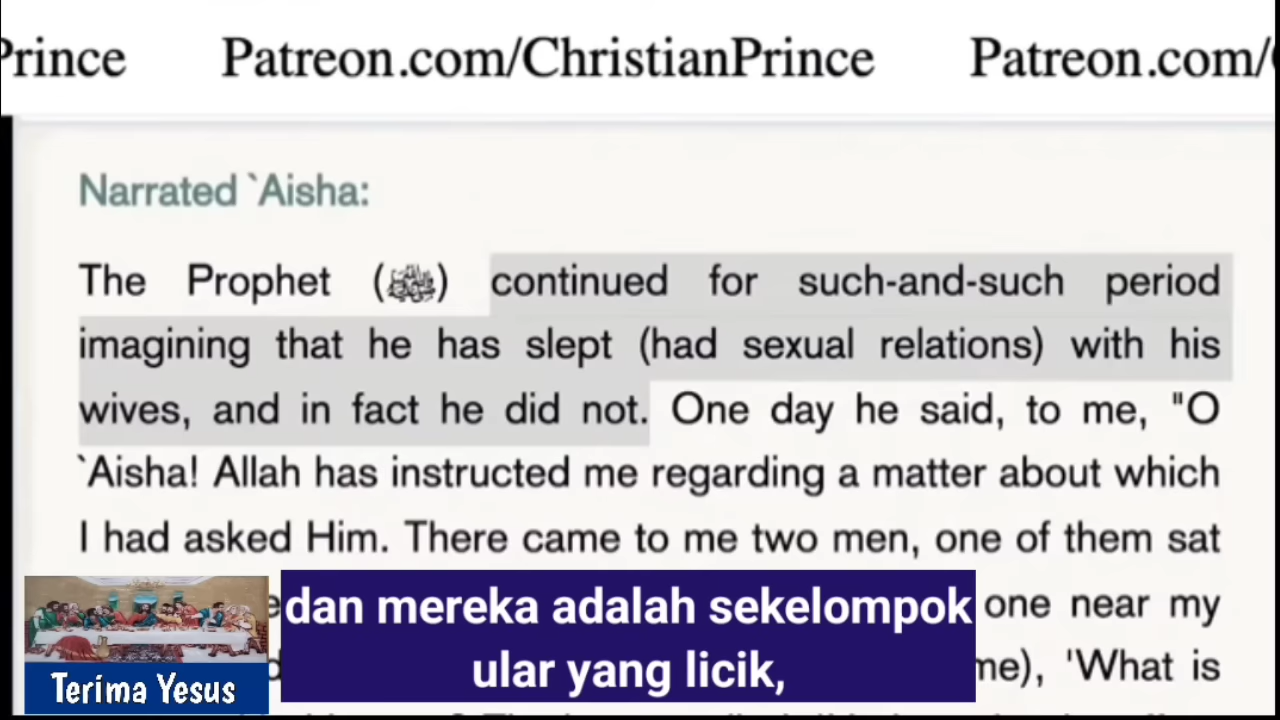 Prince Patreon.com/ChristianPrince Patreon.com/
Narrated `Aisha:
The Prophet (ﷺ) continued for such-and-such period
imagining that he has slept (had sexual relations) with his
wives, and in fact he did not. One day he said, to me, "O
`Aisha! Allah has instructed me regarding a matter about which
I had asked Him. There came to me two men, one of them sat
one near my
'What is
dan mereka adalah sekelompok
ular yang licik,
Terima Yesus